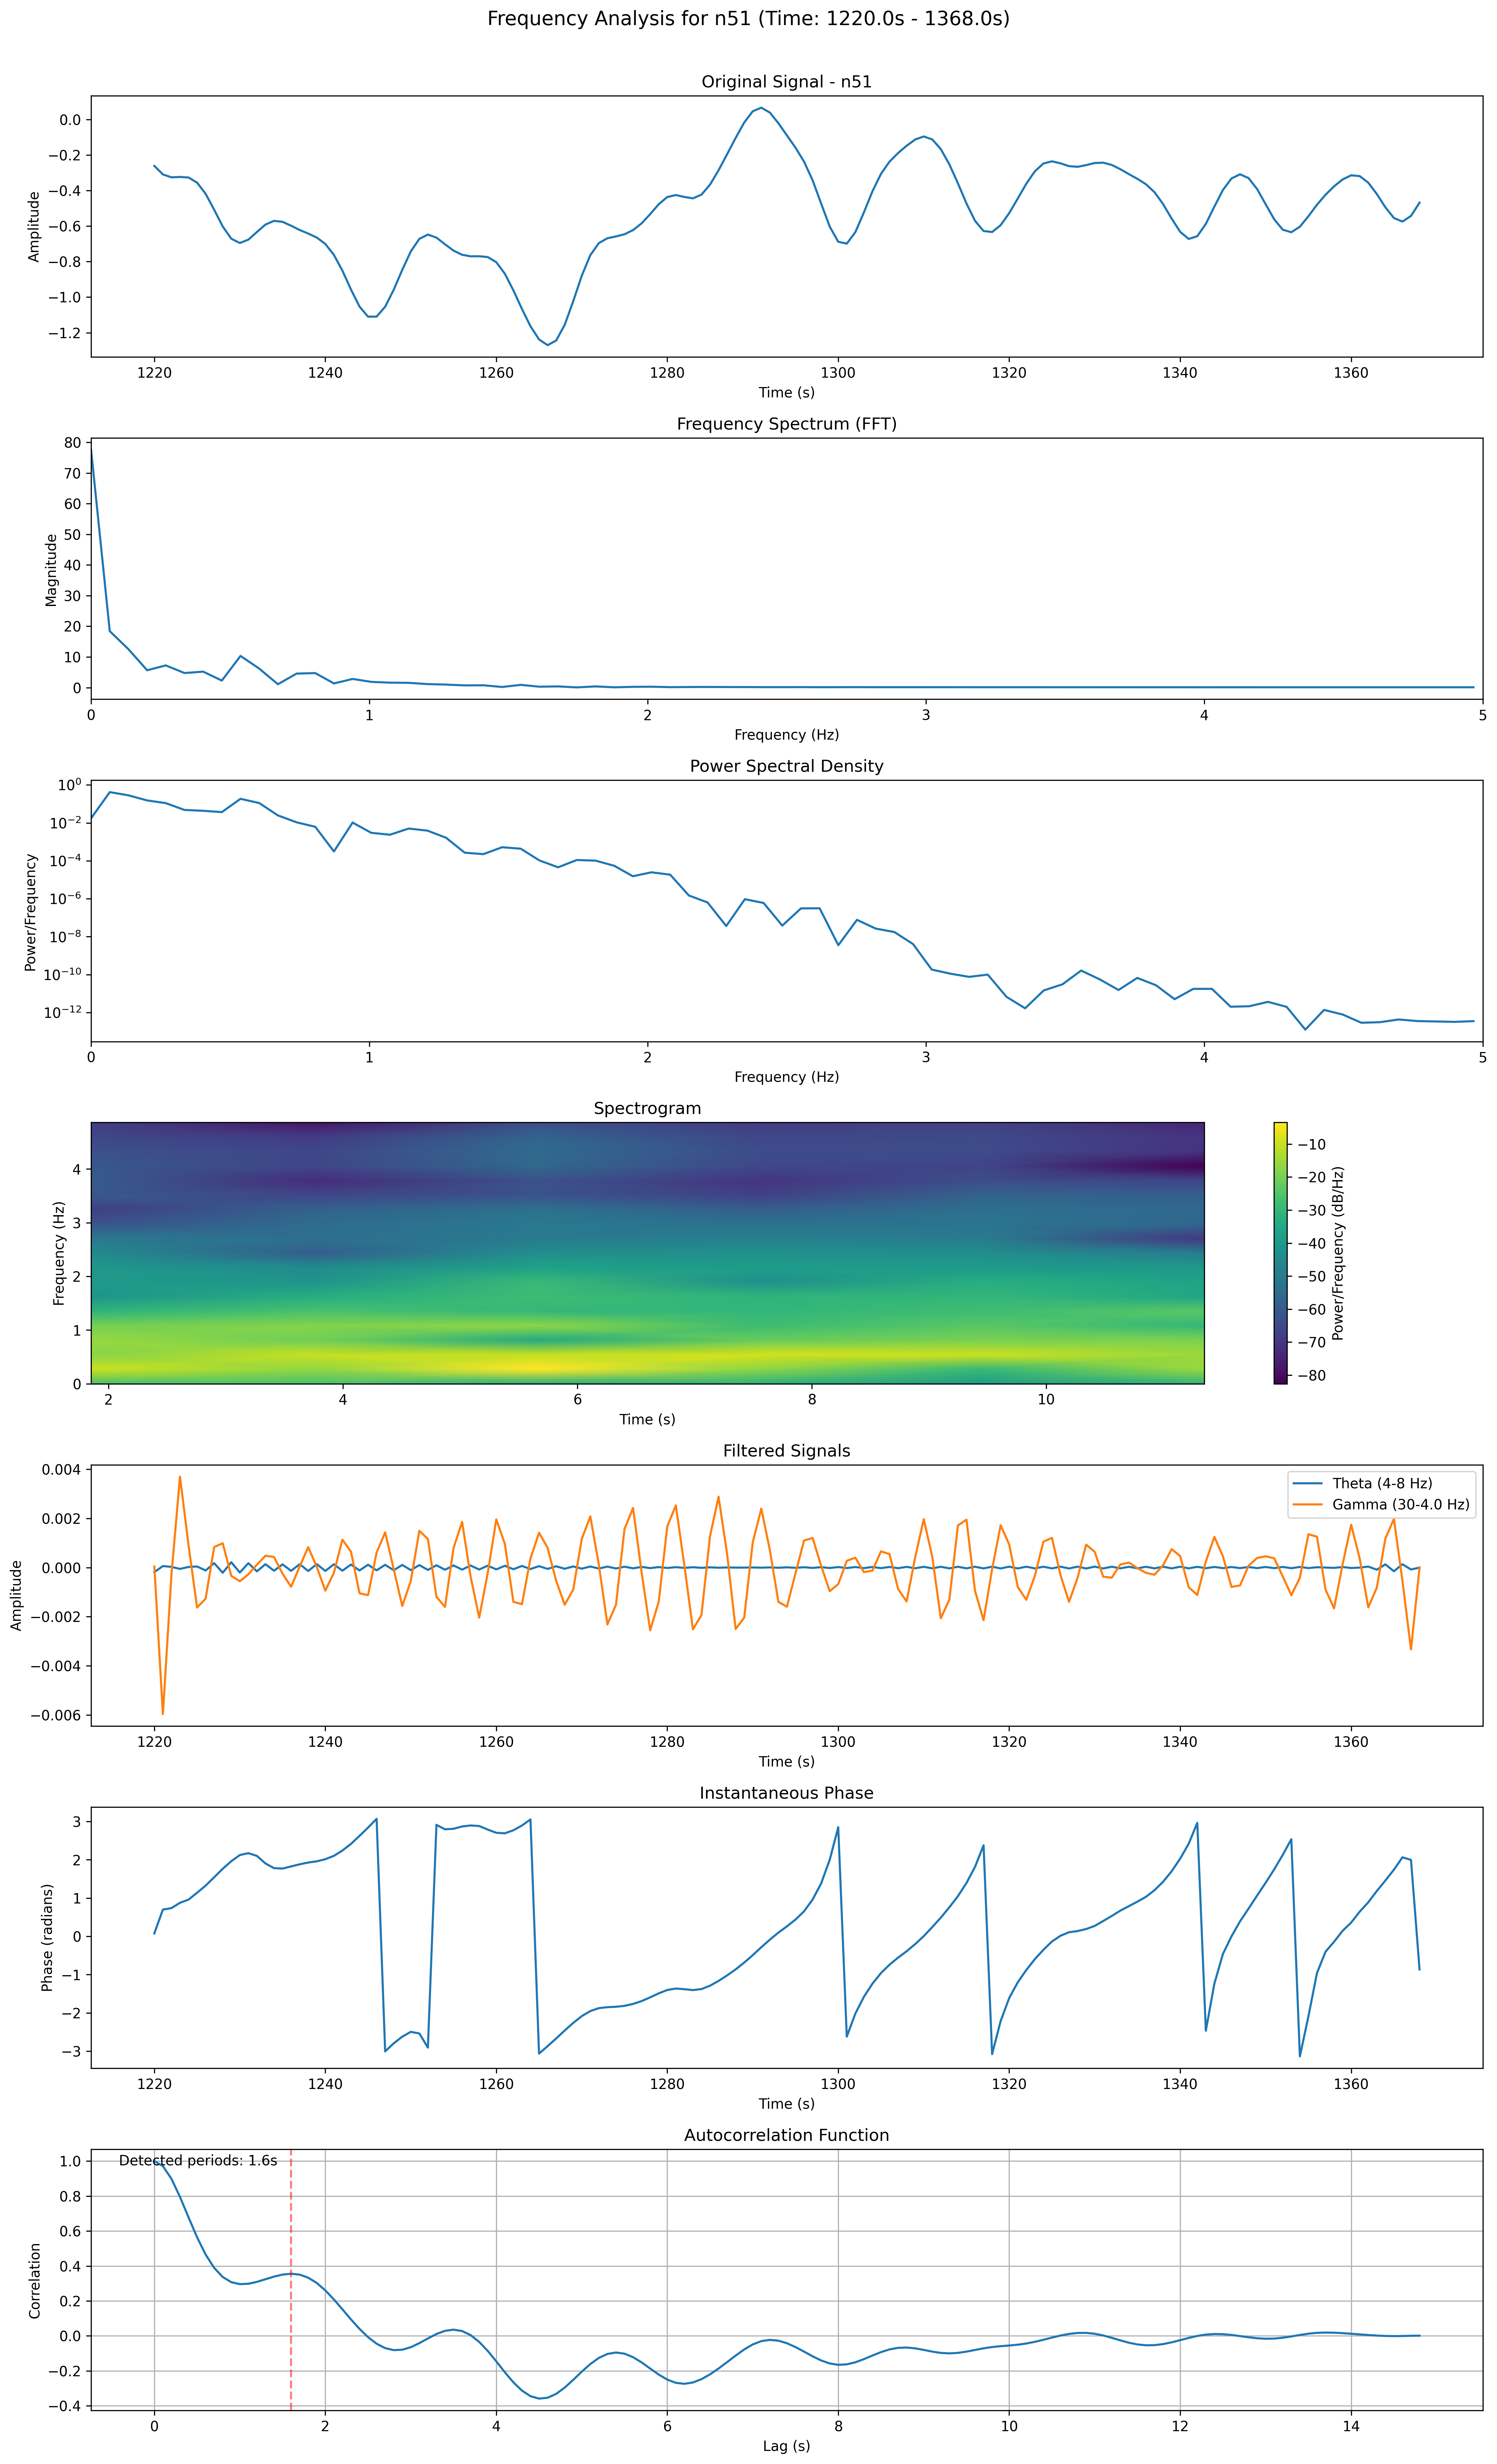 Frequency Analysis for n51 (Time: 1220.0s - 1368.0s)
Original Signal - n51
Amplitude
0.0
−0.2
−0.4
−0.6
−0.8
−1.0
−1.2
1220 1240 1260 1280 1300 1320 1340 1360
Time (s)
Frequency Spectrum (FFT)
Magnitude
80
70
60
50
40
30
20
10
0
0 1 2 3 4 5
Frequency (Hz)
Power Spectral Density
Power/Frequency
10⁰
10⁻²
10⁻⁴
10⁻⁶
10⁻⁸
10⁻¹⁰
10⁻¹²
0 1 2 3 4 5
Frequency (Hz)
Spectrogram
Frequency (Hz)
4
3
2
1
0
2 4 6 8 10
Time (s)
−10
−20
−30
−40
−50
−60
−70
−80
Power/Frequency (dB/Hz)
Filtered Signals
Amplitude
0.004
0.002
0.000
−0.002
−0.004
−0.006
Theta (4-8 Hz)
Gamma (30-4.0 Hz)
1220 1240 1260 1280 1300 1320 1340 1360
Time (s)
Instantaneous Phase
Phase (radians)
3
2
1
0
−1
−2
−3
1220 1240 1260 1280 1300 1320 1340 1360
Time (s)
Autocorrelation Function
Detected periods: 1.6s
Correlation
1.0
0.8
0.6
0.4
0.2
0.0
−0.2
−0.4
0 2 4 6 8 10 12 14
Lag (s)